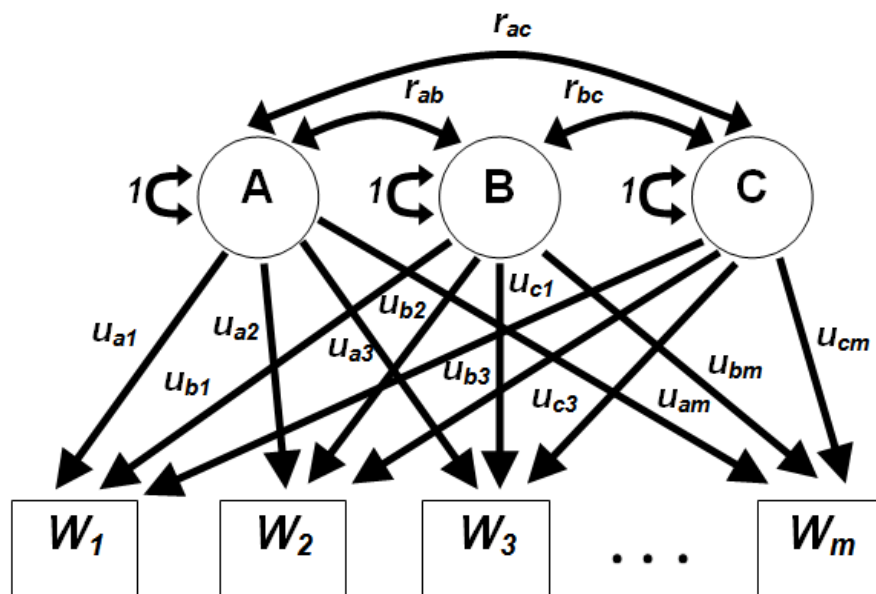 r_ac
r_ab r_bc
1 A 1 B 1 C
u_a1 u_a2 u_b2 u_c1
u_b1 u_a3 u_b3 u_c3 u_am u_bm u_cm
W_1 W_2 W_3 . . . W_m